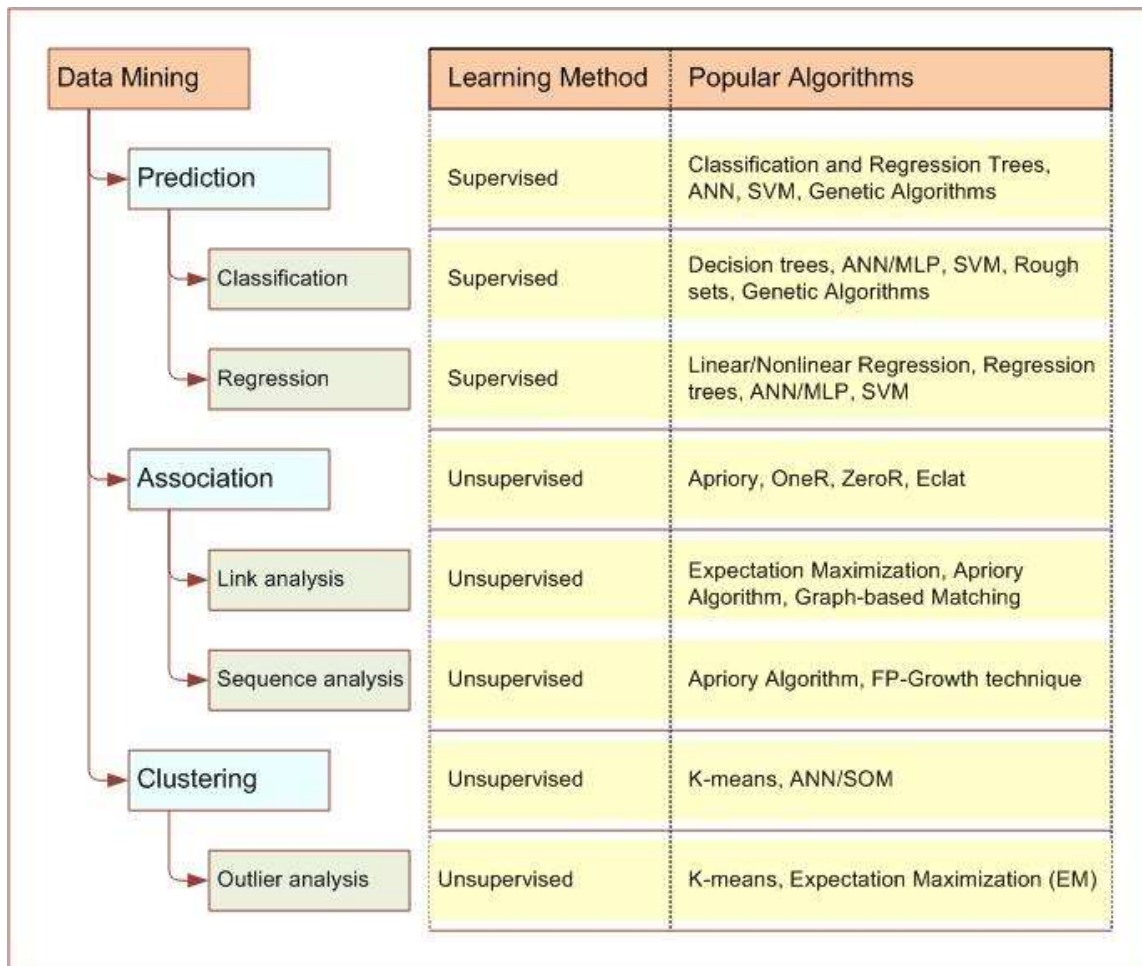 Data Mining
Learning Method
Popular Algorithms
Prediction
Supervised
Classification and Regression Trees,
ANN, SVM, Genetic Algorithms
Classification
Supervised
Decision trees, ANN/MLP, SVM, Rough
sets, Genetic Algorithms
Regression
Supervised
Linear/Nonlinear Regression, Regression
trees, ANN/MLP, SVM
Association
Unsupervised
Apriory, OneR, ZeroR, Eclat
Link analysis
Unsupervised
Expectation Maximization, Apriory
Algorithm, Graph-based Matching
Sequence analysis
Unsupervised
Apriory Algorithm, FP-Growth technique
Clustering
Unsupervised
K-means, ANN/SOM
Outlier analysis
Unsupervised
K-means, Expectation Maximization (EM)